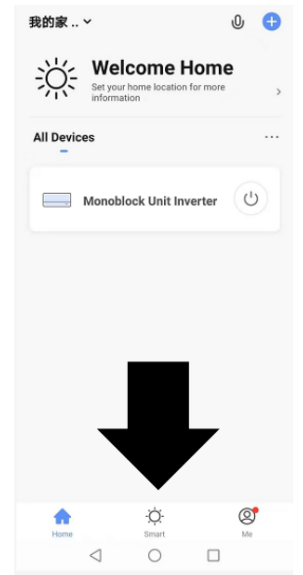 我的家 ..
Welcome Home
Set your home location for more
information
All Devices
Monoblock Unit Inverter
Home Smart Me